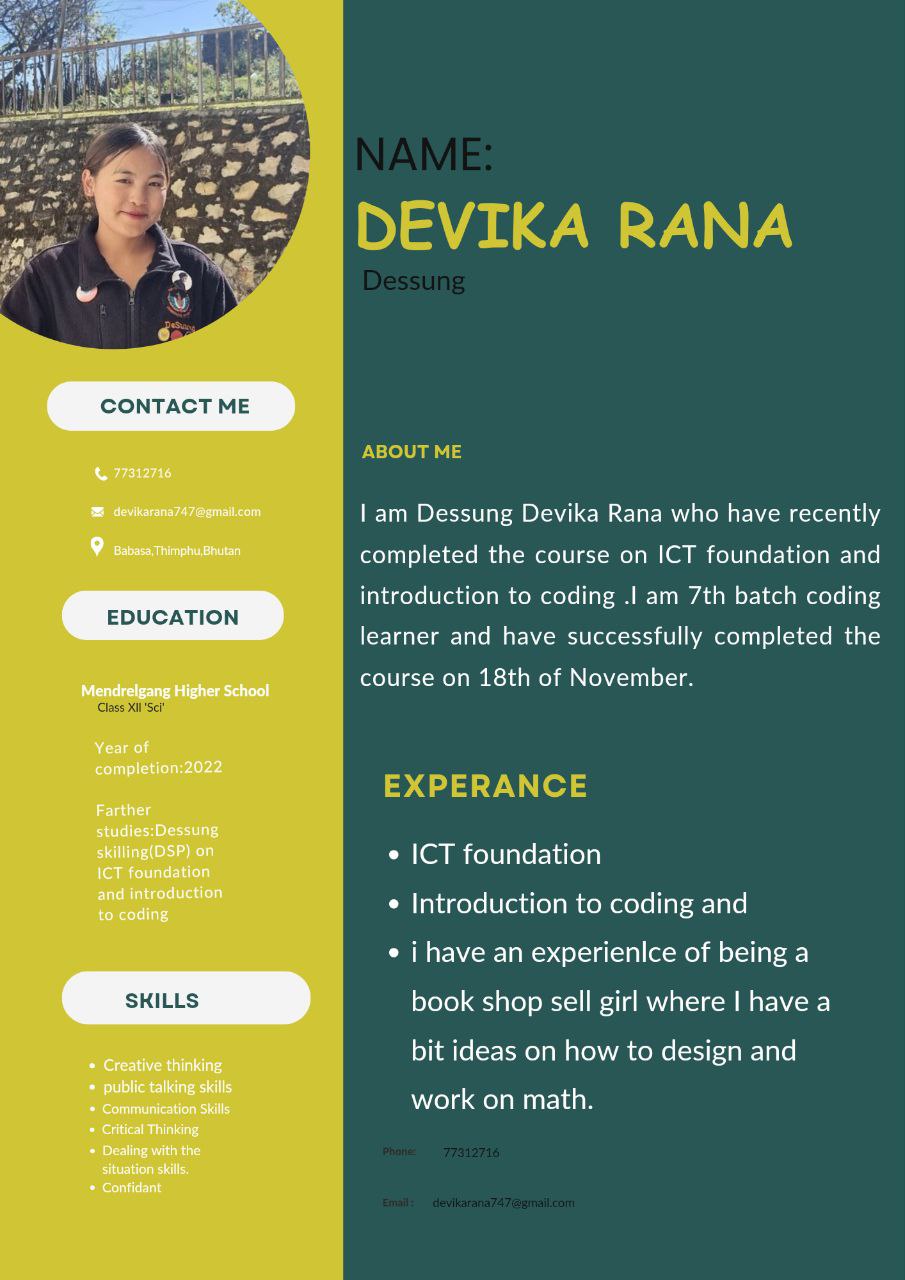 DeSuung
NAME:
DEVIKA RANA
Dessung
CONTACT ME
77312716
devikarana747@gmail.com
Babasa,Thimphu,Bhutan
EDUCATION
Mendrelgang Higher School
Class XII 'Sci'
Year of
completion:2022
Farther
studies:Dessung
skilling(DSP) on
ICT foundation
and introduction
to coding
SKILLS
Creative thinking
public talking skills
Communication Skills
Critical Thinking
Dealing with the
situation skills.
Confidant
ABOUT ME
I am Dessung Devika Rana who have recently
completed the course on ICT foundation and
introduction to coding .I am 7th batch coding
learner and have successfully completed the
course on 18th of November.
EXPERANCE
ICT foundation
Introduction to coding and
i have an experienlce of being a
book shop sell girl where I have a
bit ideas on how to design and
work on math.
Phone: 77312716
Email : devikarana747@gmail.com